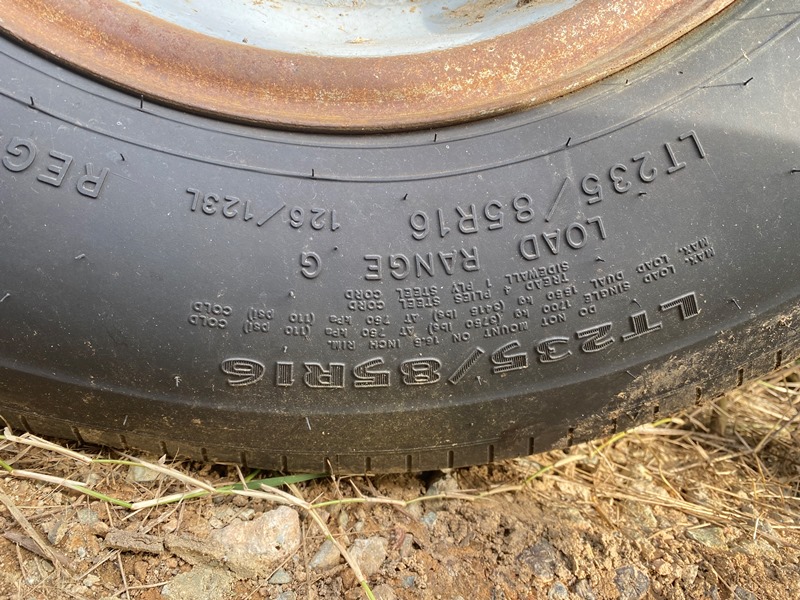 LT235/85R16
DO NOT MOUNT ON 16.5 INCH RIM.
MAX. LOAD SINGLE 1700 kg (3750 lbs) AT 760 kPa (110 psi) COLD
MAX. LOAD DUAL 1550 kg (3415 lbs) AT 760 kPa (110 psi) COLD
TREAD 4 PLIES STEEL CORD
SIDEWALL 1 PLY STEEL CORD
LOAD RANGE G
LT235/85R16 126/123L REGRO